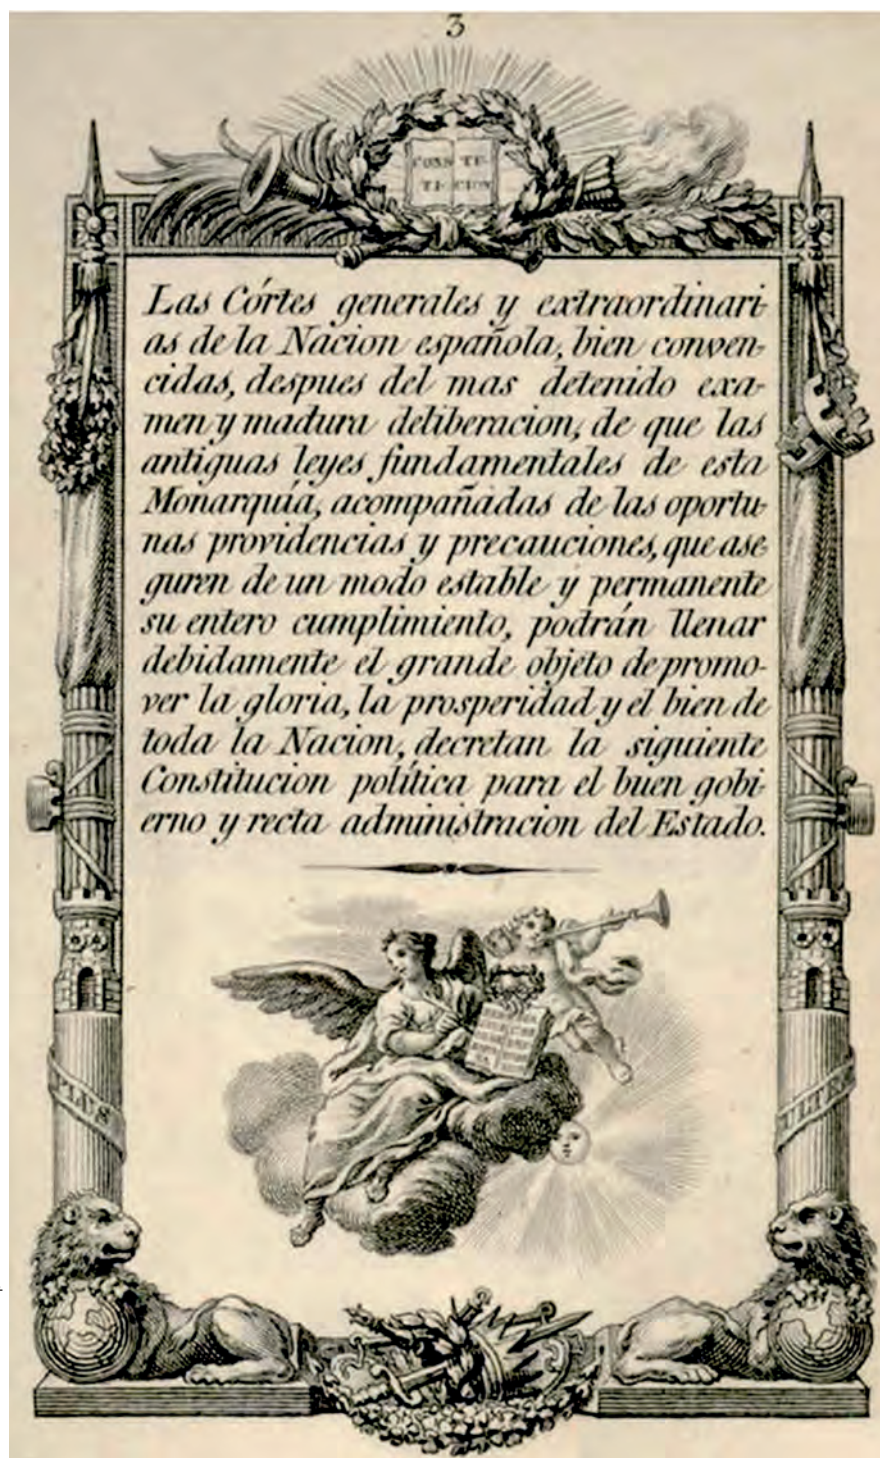 3
CONS TE-
TI- CION
Las Córtes generales y extraordinari-
as de la Nacion española, bien conven-
cidas, despues del mas detenido exa-
men y madura deliberacion, de que las
antiguas leyes fundamentales de esta
Monarquía, acompañadas de las oportu-
nas providencias y precauciones, que ase-
guren de un modo estable y permanente
su entero cumplimiento, podrán llenar
debidamente el grande objeto de promo-
ver la gloria, la prosperidad y el bien de
toda la Nacion, decretan la siguiente
Constitucion política para el buen gobi-
erno y recta administracion del Estado.
PLUS
ULTRA